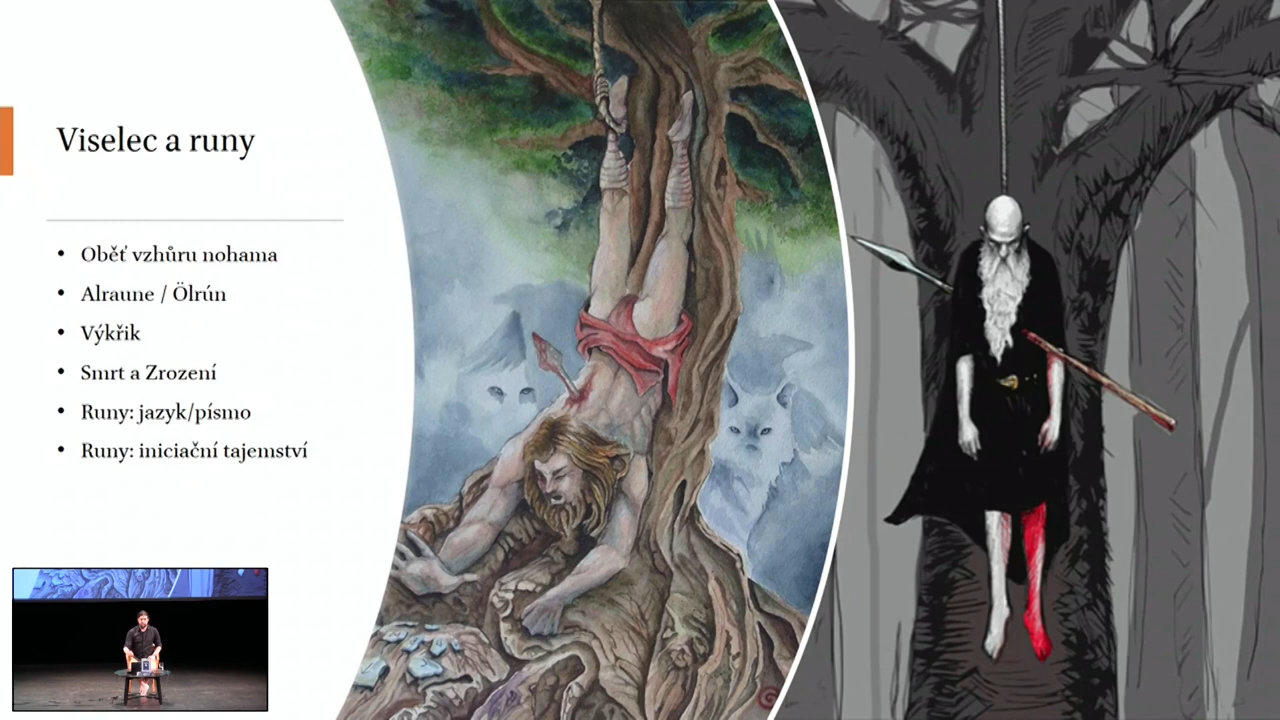 Viselec a runy
• Oběť vzhůru nohama
• Alraune / Ölrún
• Výkřik
• Smrt a Zrození
• Runy: jazyk/písmo
• Runy: iniciační tajemství